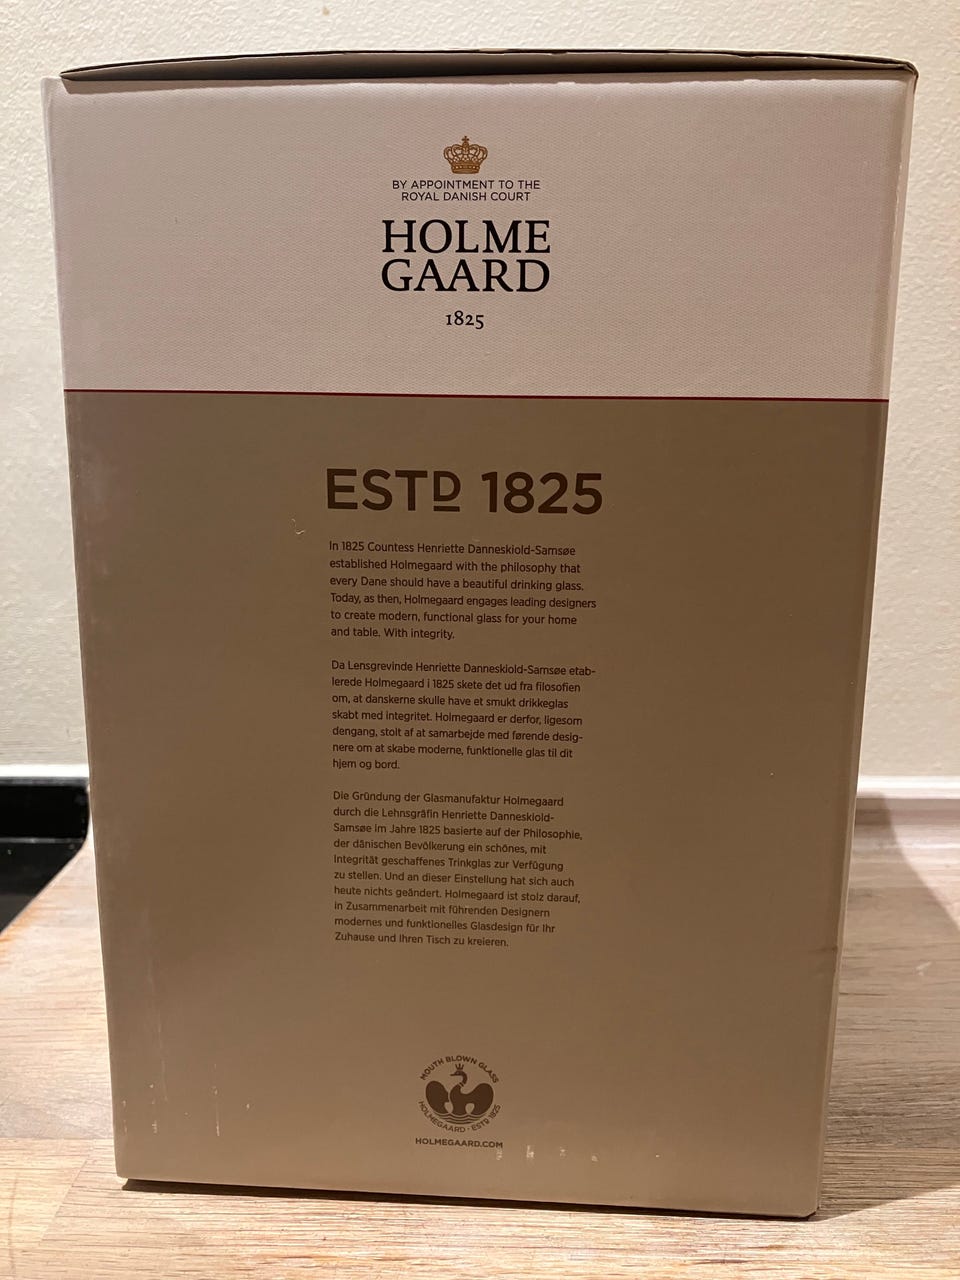 BY APPOINTMENT TO THE
ROYAL DANISH COURT
HOLME
GAARD
1825
ESTD 1825
In 1825 Countess Henriette Danneskiold-Samsøe
established Holmegaard with the philosophy that
every Dane should have a beautiful drinking glass.
Today, as then, Holmegaard engages leading designers
to create modern, functional glass for your home
and table. With integrity.
Da Lensgrevinde Henriette Danneskiold-Samsøe etab-
lerede Holmegaard i 1825 skete det ud fra filosofien
om, at danskerne skulle have et smukt drikkeglas
skabt med integritet. Holmegaard er derfor, ligesom
dengang, stolt af at samarbejde med førende desig-
nere om at skabe moderne, funktionelle glas til dit
hjem og bord.
Die Gründung der Glasmanufaktur Holmegaard
durch die Lehnsgräfin Henriette Danneskiold-
Samsøe im Jahre 1825 basierte auf der Philosophie,
der dänischen Bevölkerung ein schönes, mit
Integrität geschaffenes Trinkglas zur Verfügung
zu stellen. Und an dieser Einstellung hat sich auch
heute nichts geändert. Holmegaard ist stolz darauf,
in Zusammenarbeit mit führenden Designern
modernes und funktionelles Glasdesign für Ihr
Zuhause und Ihren Tisch zu kreieren.
MOUTH BLOWN GLASS
HOLMEGAARD · ESTD 1825
HOLMEGAARD.COM